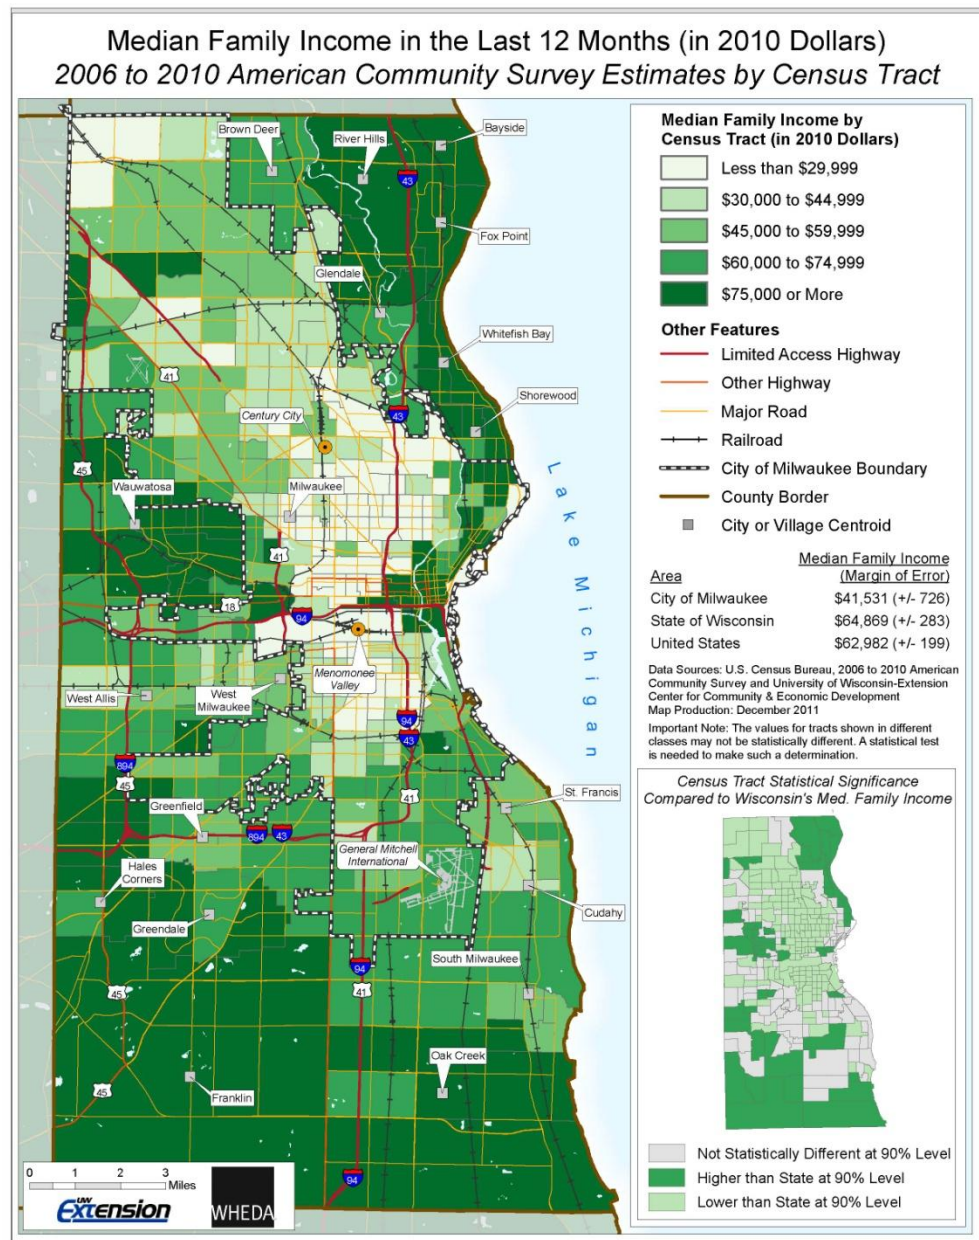 Median Family Income in the Last 12 Months (in 2010 Dollars)
2006 to 2010 American Community Survey Estimates by Census Tract
Brown Deer
River Hills
Bayside
43
Fox Point
Glendale
Whitefish Bay
41
Shorewood
Century City
43
45
Wauwatosa
Milwaukee
41
18
94
Menomonee
Valley
West Allis
West
Milwaukee
94
43
894
45
41
St. Francis
Greenfield
894
43
General Mitchell
International
Hales
Corners
Greendale
Cudahy
South Milwaukee
94
45
41
Oak Creek
45
Franklin
94
Lake Michigan
0 1 2 3
Miles
UW
Extension
WHEDA
Median Family Income by
Census Tract (in 2010 Dollars)
Less than $29,999
$30,000 to $44,999
$45,000 to $59,999
$60,000 to $74,999
$75,000 or More
Other Features
Limited Access Highway
Other Highway
Major Road
Railroad
City of Milwaukee Boundary
County Border
City or Village Centroid
Median Family Income
Area (Margin of Error)
City of Milwaukee $41,531 (+/- 726)
State of Wisconsin $64,869 (+/- 283)
United States $62,982 (+/- 199)
Data Sources: U.S. Census Bureau, 2006 to 2010 American
Community Survey and University of Wisconsin-Extension
Center for Community & Economic Development
Map Production: December 2011
Important Note: The values for tracts shown in different
classes may not be statistically different. A statistical test
is needed to make such a determination.
Census Tract Statistical Significance
Compared to Wisconsin's Med. Family Income
Not Statistically Different at 90% Level
Higher than State at 90% Level
Lower than State at 90% Level